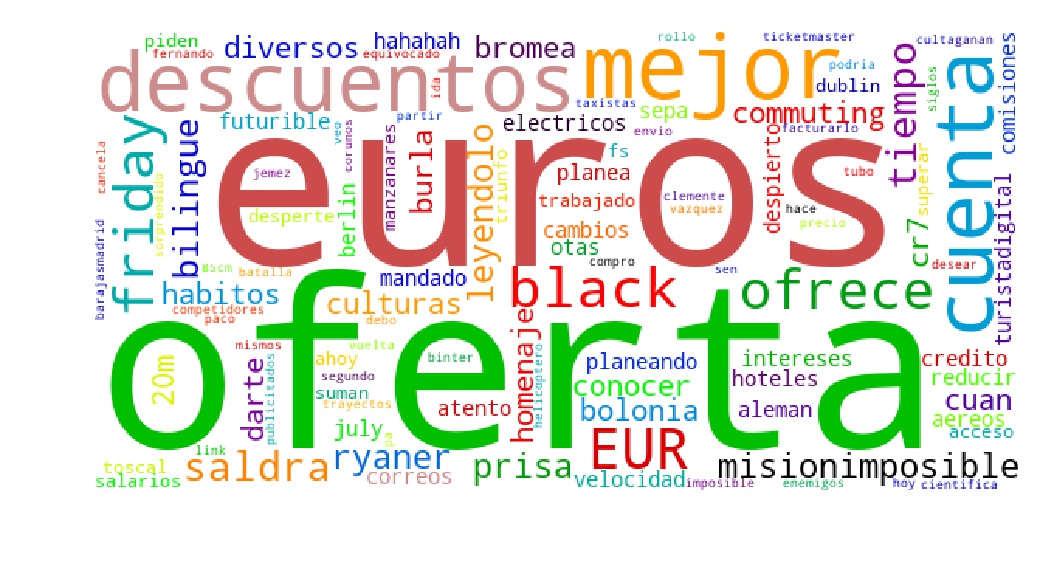 piden
fernando
diversos
hahahah
equivocado
bromea
rollo
ticketmaster
cultaganan
descuentos
mejor
podria
dublin
ida
taxistas
partir
sepa
envio
commuting
facturarlo
tiempo
siglos
cuenta
comisiones
futurible
veo
corunos
electricos
fs
planea
despierto
tubo
superar
cancela
friday
sorprendido
bilingue
jemez
desperte
berlin
manzanares
burla
leyendolo
triunfo
euros
trabajado
clemente
vazquez
hace
precio
cambios
otas
compro
sen
cr7
desear
turistadigital
barajasmadrid
85cm
batalla
mandado
habitos
competidores
paco
culturas
debo
black
ofrece
oferta
mismos
vuelta
20m
darte
publicitados
ahoy
segundo
suman
trayectos
binter
atento
homenaje
helicoptero
planeando
conocer
bolonia
intereses
hoteles
aleman
credito
reducir
cuan
aereos
acceso
july
pa
link
toscal
salarios
saldra
ryaner
correos
prisa
EUR
velocidad
imposible
misionimposible
enemigos
hoy
cientifica